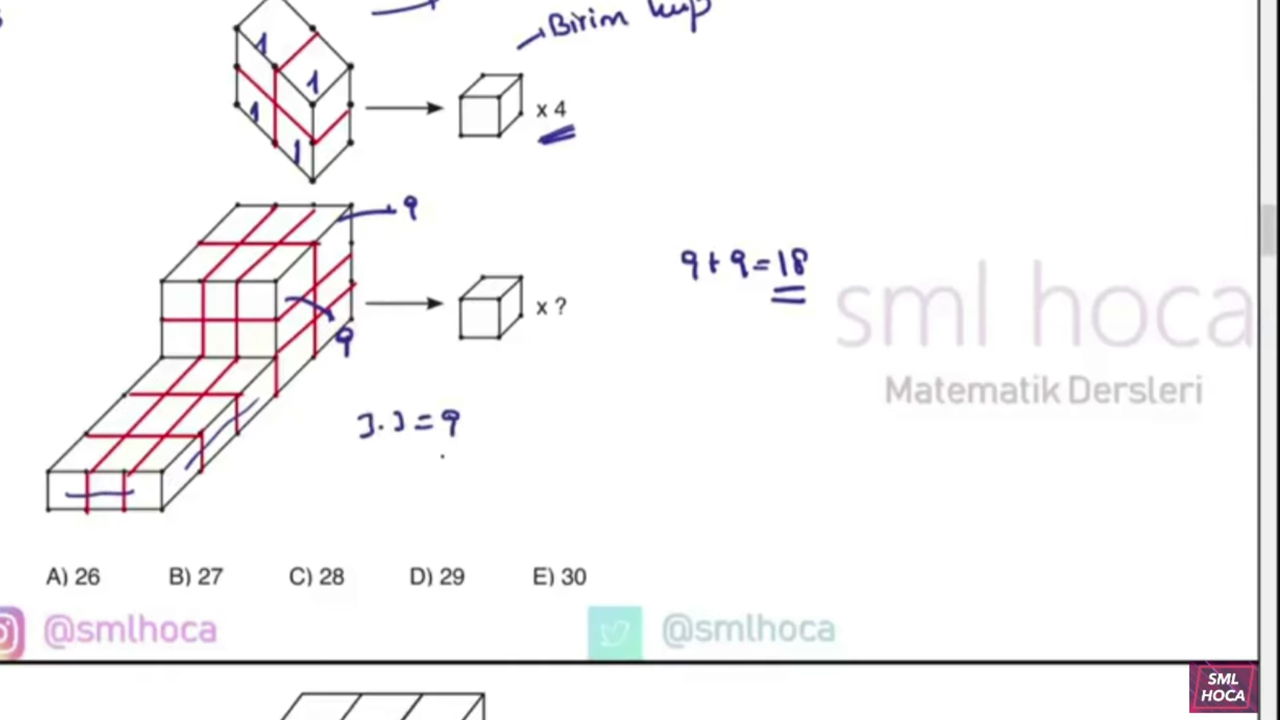 Birim küp
1
1
1
1
x 4
9
9 + 9 = 18
x ?
9
3 . 3 = 9
sml hoca
Matematik Dersleri
A) 26 B) 27 C) 28 D) 29 E) 30
@smlhoca @smlhoca
SML
HOCA